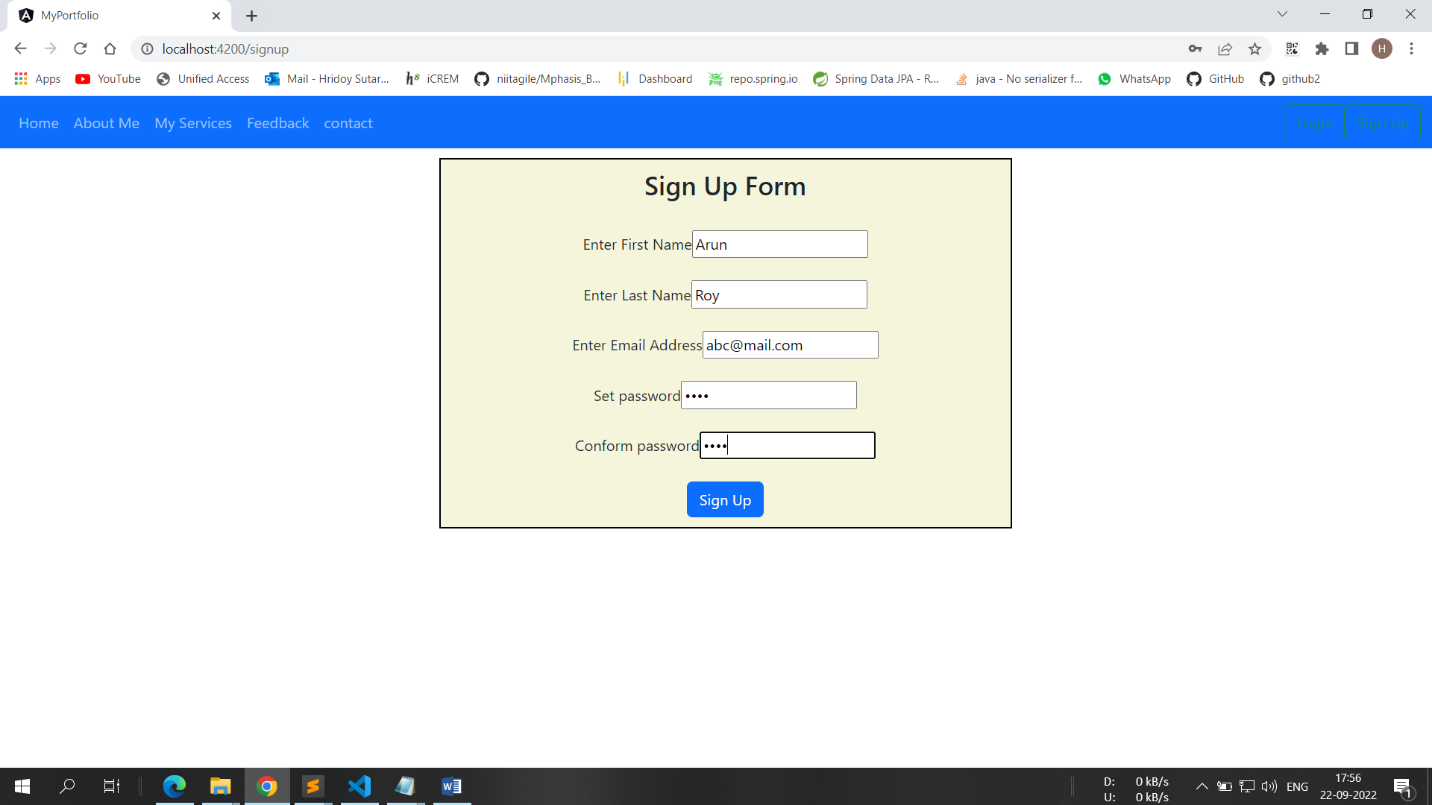 MyPortfolio
localhost:4200/signup
H
Apps YouTube Unified Access Mail - Hridoy Sutar... iCREM niitagile/Mphasis_B... Dashboard repo.spring.io Spring Data JPA - R... java - No serializer f... WhatsApp GitHub github2
Home About Me My Services Feedback contact Login Sign Up
Sign Up Form
Enter First Name Arun
Enter Last Name Roy
Enter Email Address abc@mail.com
Set password ••••
Conform password ••••
Sign Up
D: 0 kB/s
U: 0 kB/s
ENG
17:56
22-09-2022
1